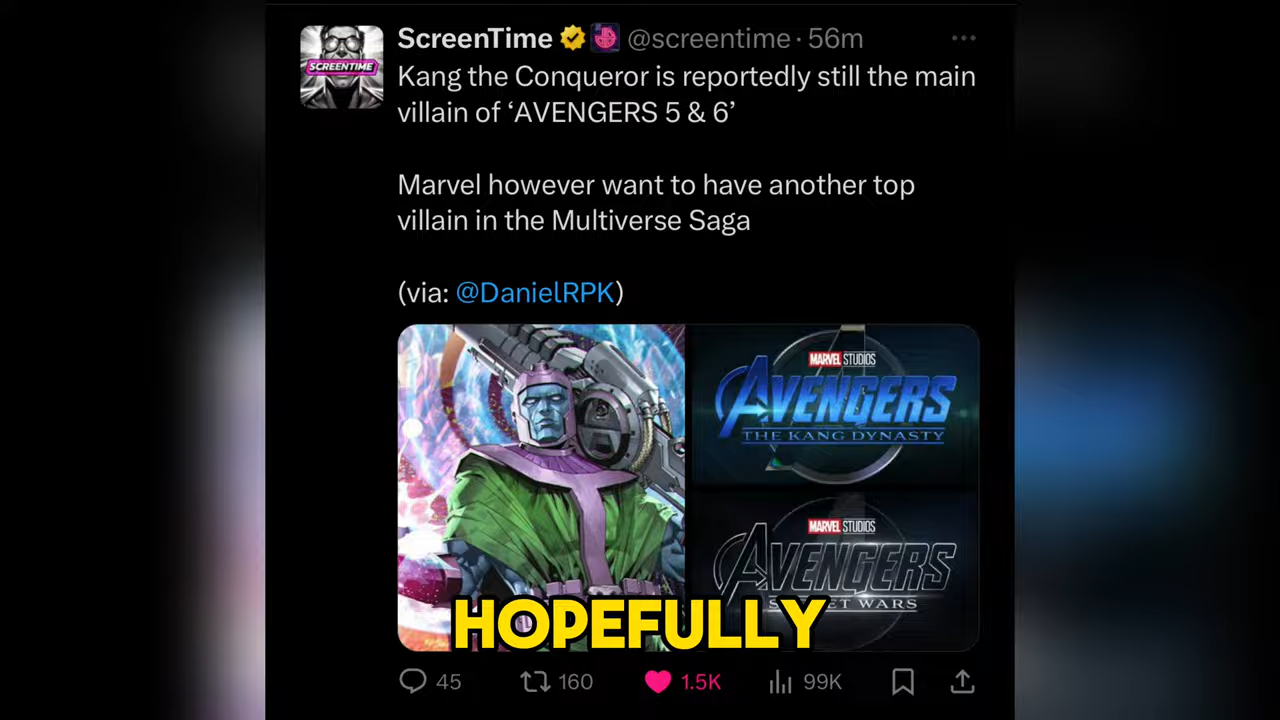 ScreenTime @screentime · 56m
SCREENTIME
Kang the Conqueror is reportedly still the main
villain of ‘AVENGERS 5 & 6’
Marvel however want to have another top
villain in the Multiverse Saga
(via: @DanielRPK)
MARVEL STUDIOS
AVENGERS
THE KANG DYNASTY
MARVEL STUDIOS
AVENGERS
WARS
HOPEFULLY
45 160 1.5K 99K